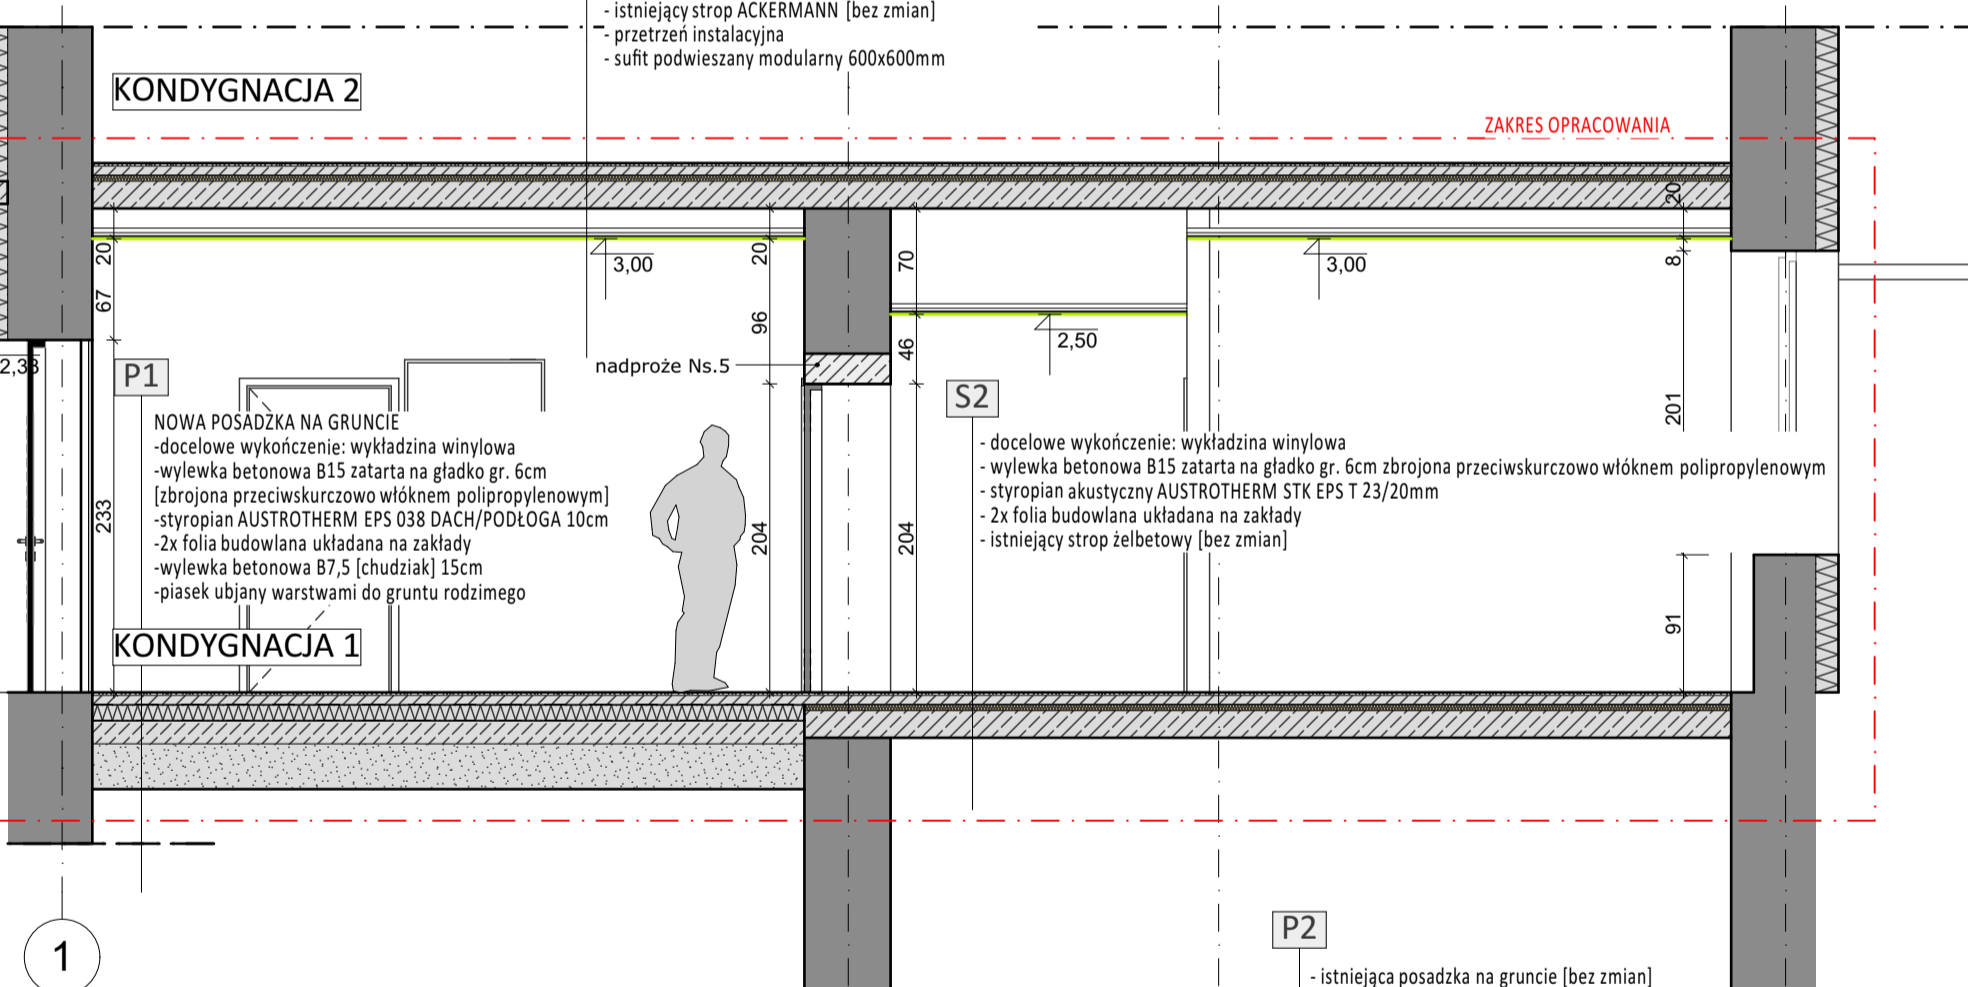 - istniejący strop ACKERMANN [bez zmian]
- przetrzeń instalacyjna
- sufit podwieszany modularny 600x600mm
KONDYGNACJA 2
ZAKRES OPRACOWANIA
20
67
233
3,00
20
96
204
70
46
204
2,50
3,00
20
8
201
91
2,33
nadproże Ns.5
P1
NOWA POSADZKA NA GRUNCIE
-docelowe wykończenie: wykładzina winylowa
-wylewka betonowa B15 zatarta na gładko gr. 6cm
[zbrojona przeciwskurczowo włóknem polipropylenowym]
-styropian AUSTROTHERM EPS 038 DACH/PODŁOGA 10cm
-2x folia budowlana układana na zakłady
-wylewka betonowa B7,5 [chudziak] 15cm
-piasek ubjany warstwami do gruntu rodzimego
S2
- docelowe wykończenie: wykładzina winylowa
- wylewka betonowa B15 zatarta na gładko gr. 6cm zbrojona przeciwskurczowo włóknem polipropylenowym
- styropian akustyczny AUSTROTHERM STK EPS T 23/20mm
- 2x folia budowlana układana na zakłady
- istniejący strop żelbetowy [bez zmian]
KONDYGNACJA 1
1
P2
- istniejąca posadzka na gruncie [bez zmian]